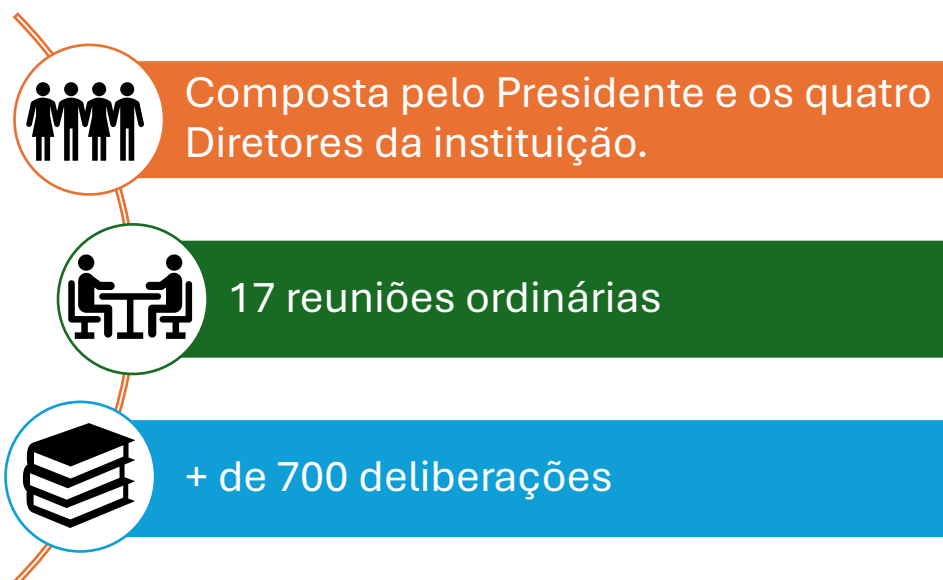 Composta pelo Presidente e os quatro
Diretores da instituição.
17 reuniões ordinárias
+ de 700 deliberações